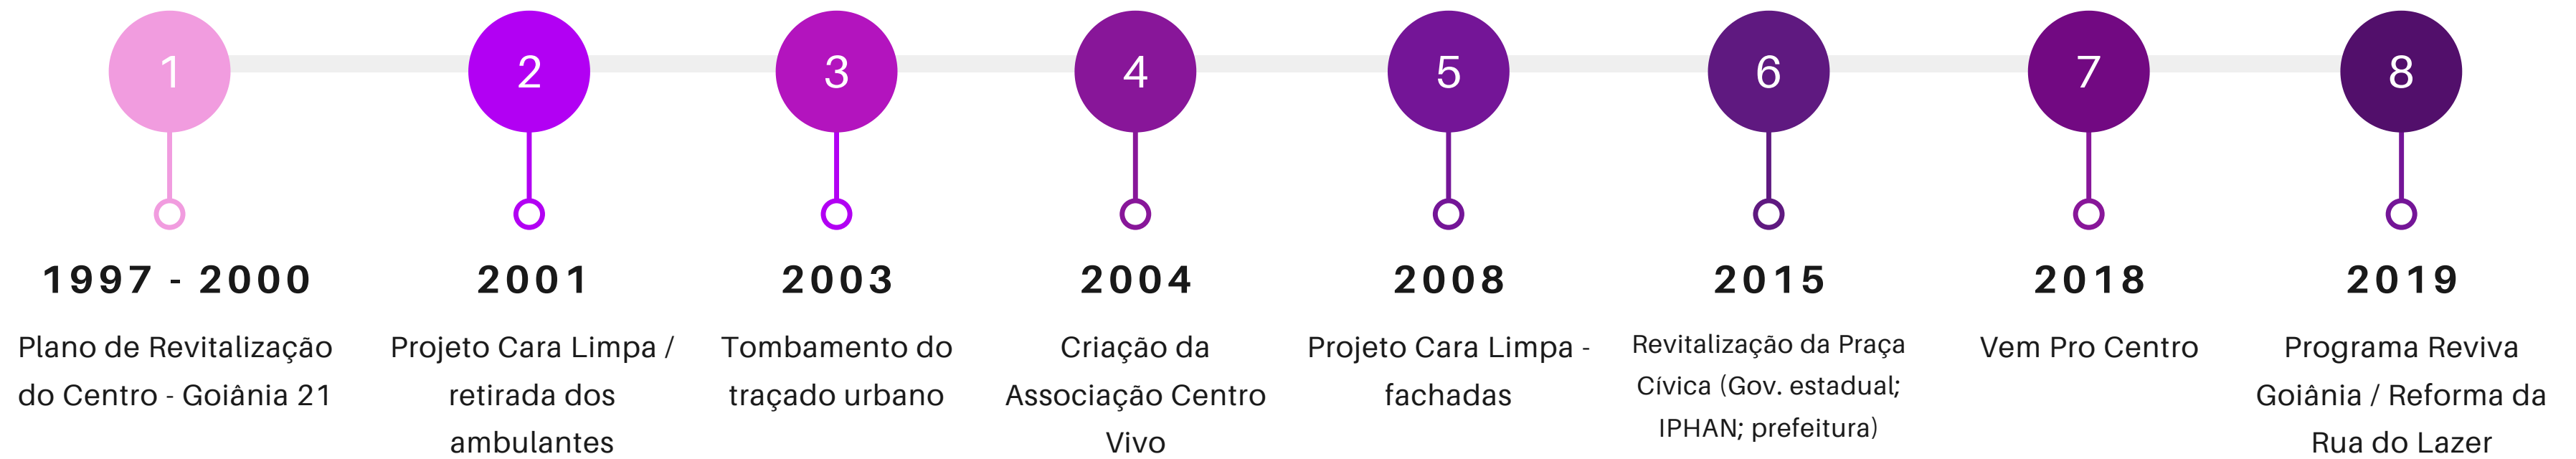 1
2
3
4
5
6
7
8
1997 - 2000
Plano de Revitalização
do Centro - Goiânia 21
2001
Projeto Cara Limpa /
retirada dos
ambulantes
2003
Tombamento do
traçado urbano
2004
Criação da
Associação Centro
Vivo
2008
Projeto Cara Limpa -
fachadas
2015
Revitalização da Praça
Cívica (Gov. estadual;
IPHAN; prefeitura)
2018
Vem Pro Centro
2019
Programa Reviva
Goiânia / Reforma da
Rua do Lazer